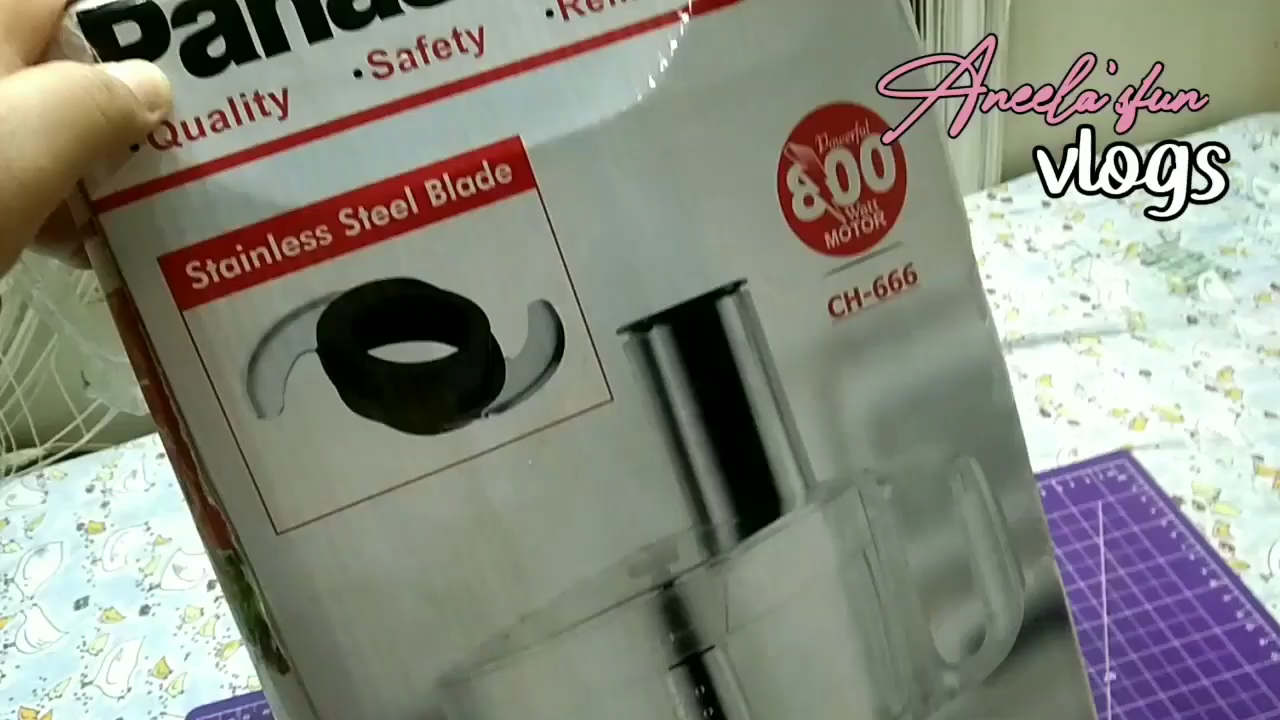 ·Quality ·Safety
Stainless Steel Blade
Powerful
800
Watt
MOTOR
CH-666
Aneela'sfun
vlogs